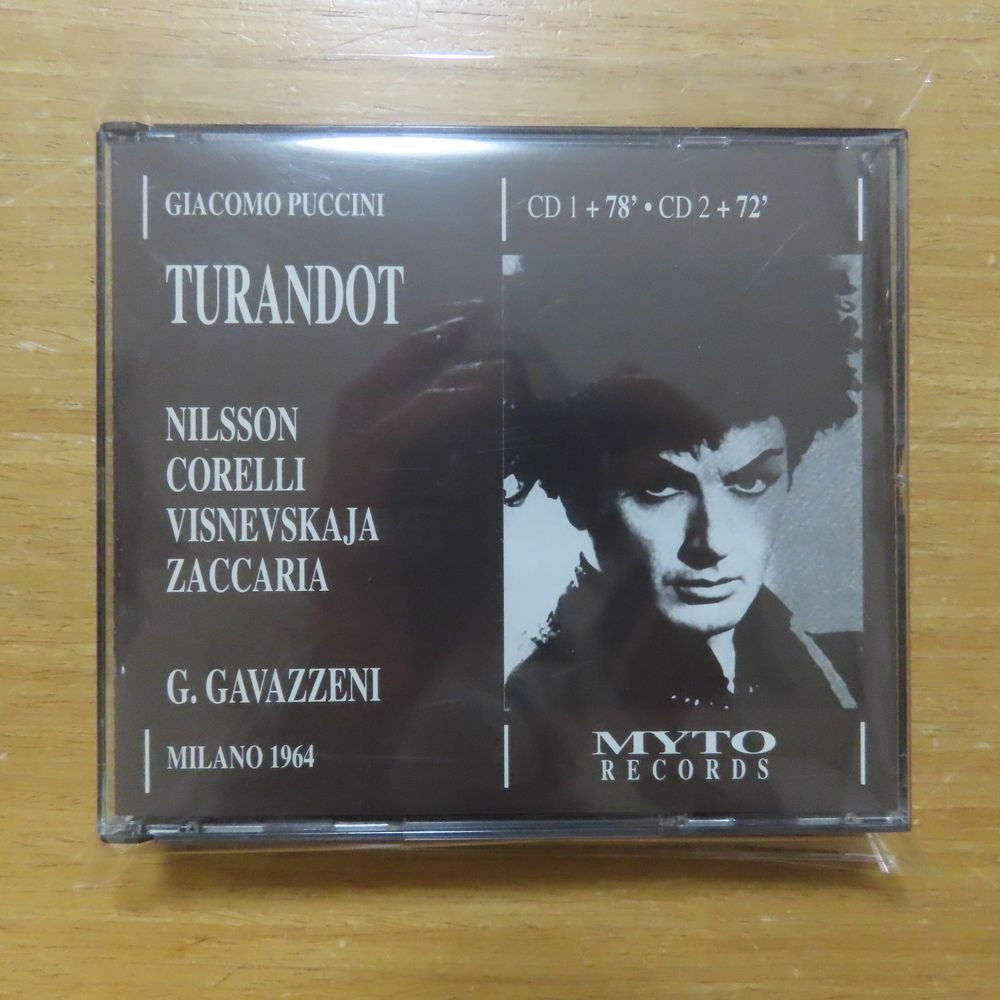 GIACOMO PUCCINI
CD 1 + 78’ • CD 2 + 72’
TURANDOT
NILSSON
CORELLI
VISNEVSKAJA
ZACCARIA
G. GAVAZZENI
MILANO 1964
MYTO
RECORDS